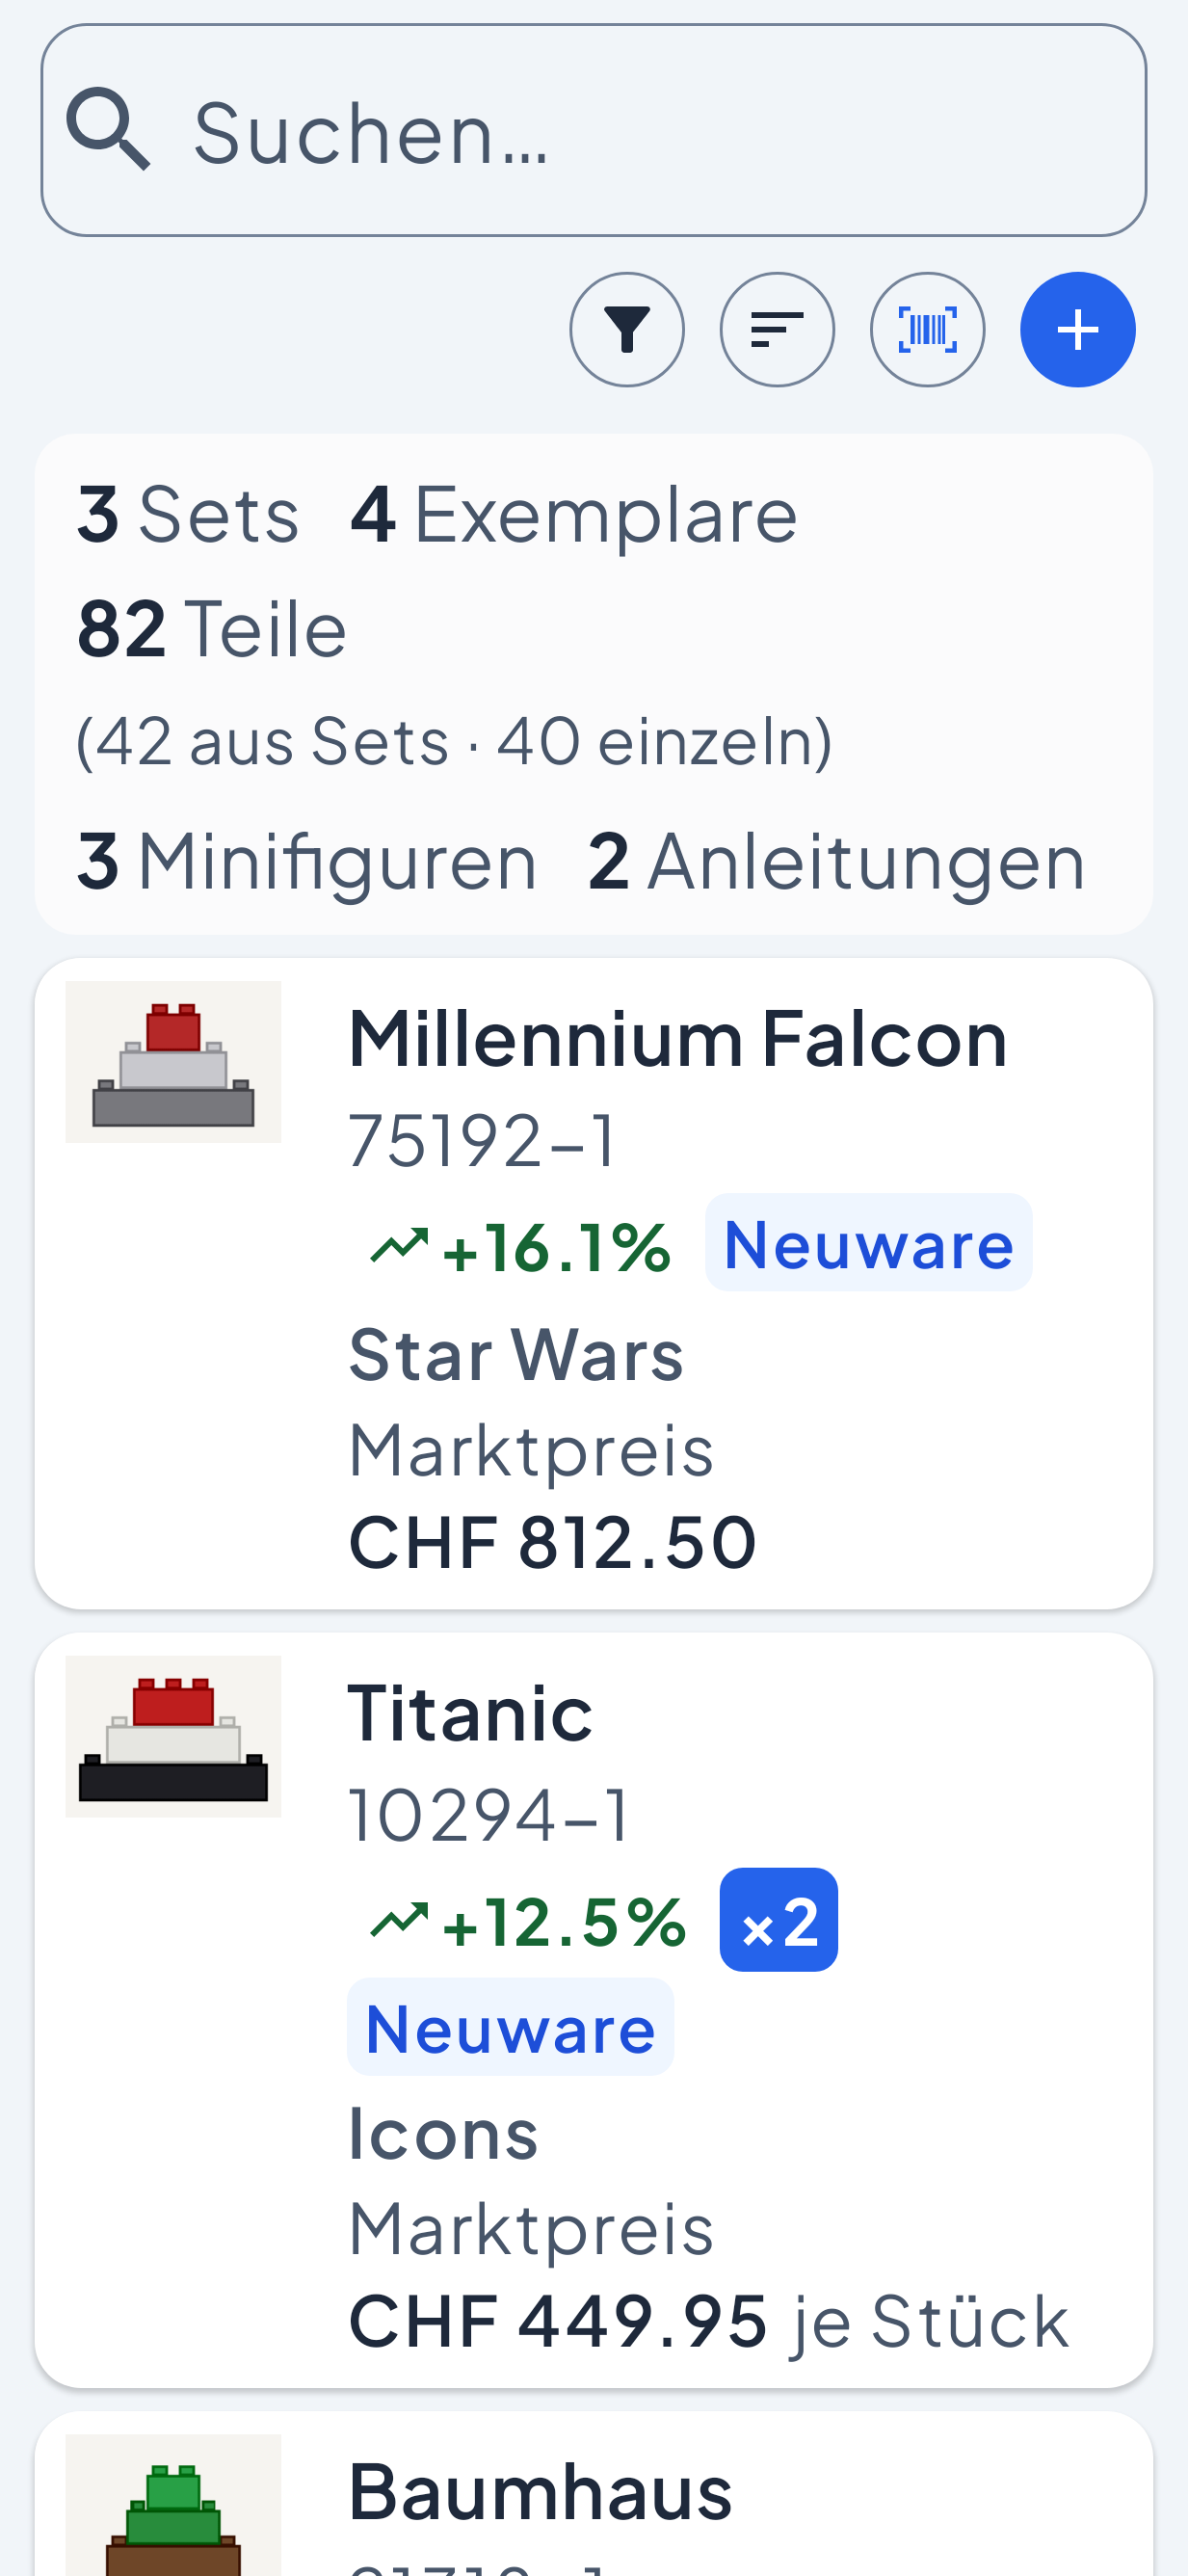 Suchen…
3 Sets 4 Exemplare
82 Teile
(42 aus Sets · 40 einzeln)
3 Minifiguren 2 Anleitungen
Millennium Falcon
75192-1
+16.1% Neuware
Star Wars
Marktpreis
CHF 812.50
Titanic
10294-1
+12.5% ×2
Neuware
Icons
Marktpreis
CHF 449.95 je Stück
Baumhaus